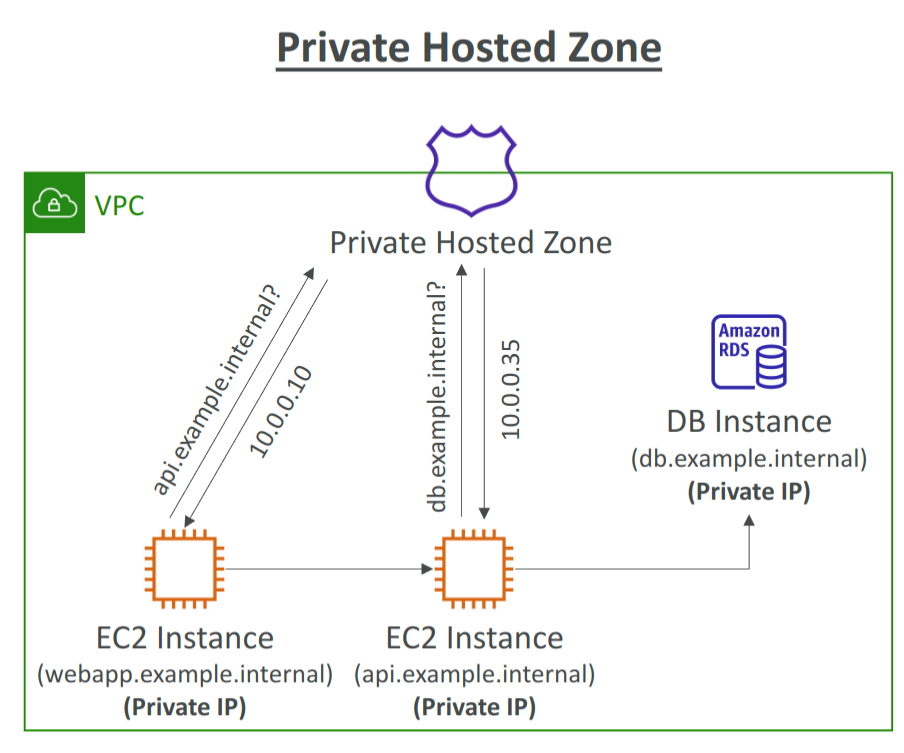 Private Hosted Zone
VPC
Private Hosted Zone
api.example.internal?
10.0.0.10
db.example.internal?
10.0.0.35
Amazon
RDS
DB Instance
(db.example.internal)
(Private IP)
EC2 Instance
(webapp.example.internal)
(Private IP)
EC2 Instance
(api.example.internal)
(Private IP)